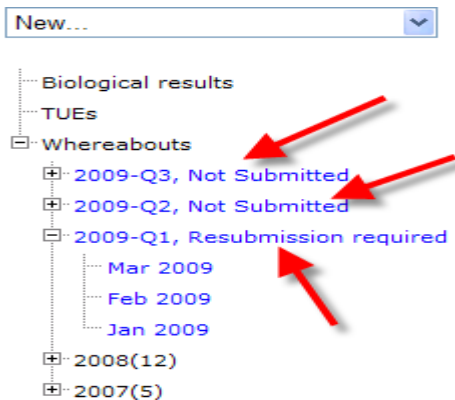 New...
Biological results
TUEs
Whereabouts
2009-Q3, Not Submitted
2009-Q2, Not Submitted
2009-Q1, Resubmission required
Mar 2009
Feb 2009
Jan 2009
2008(12)
2007(5)